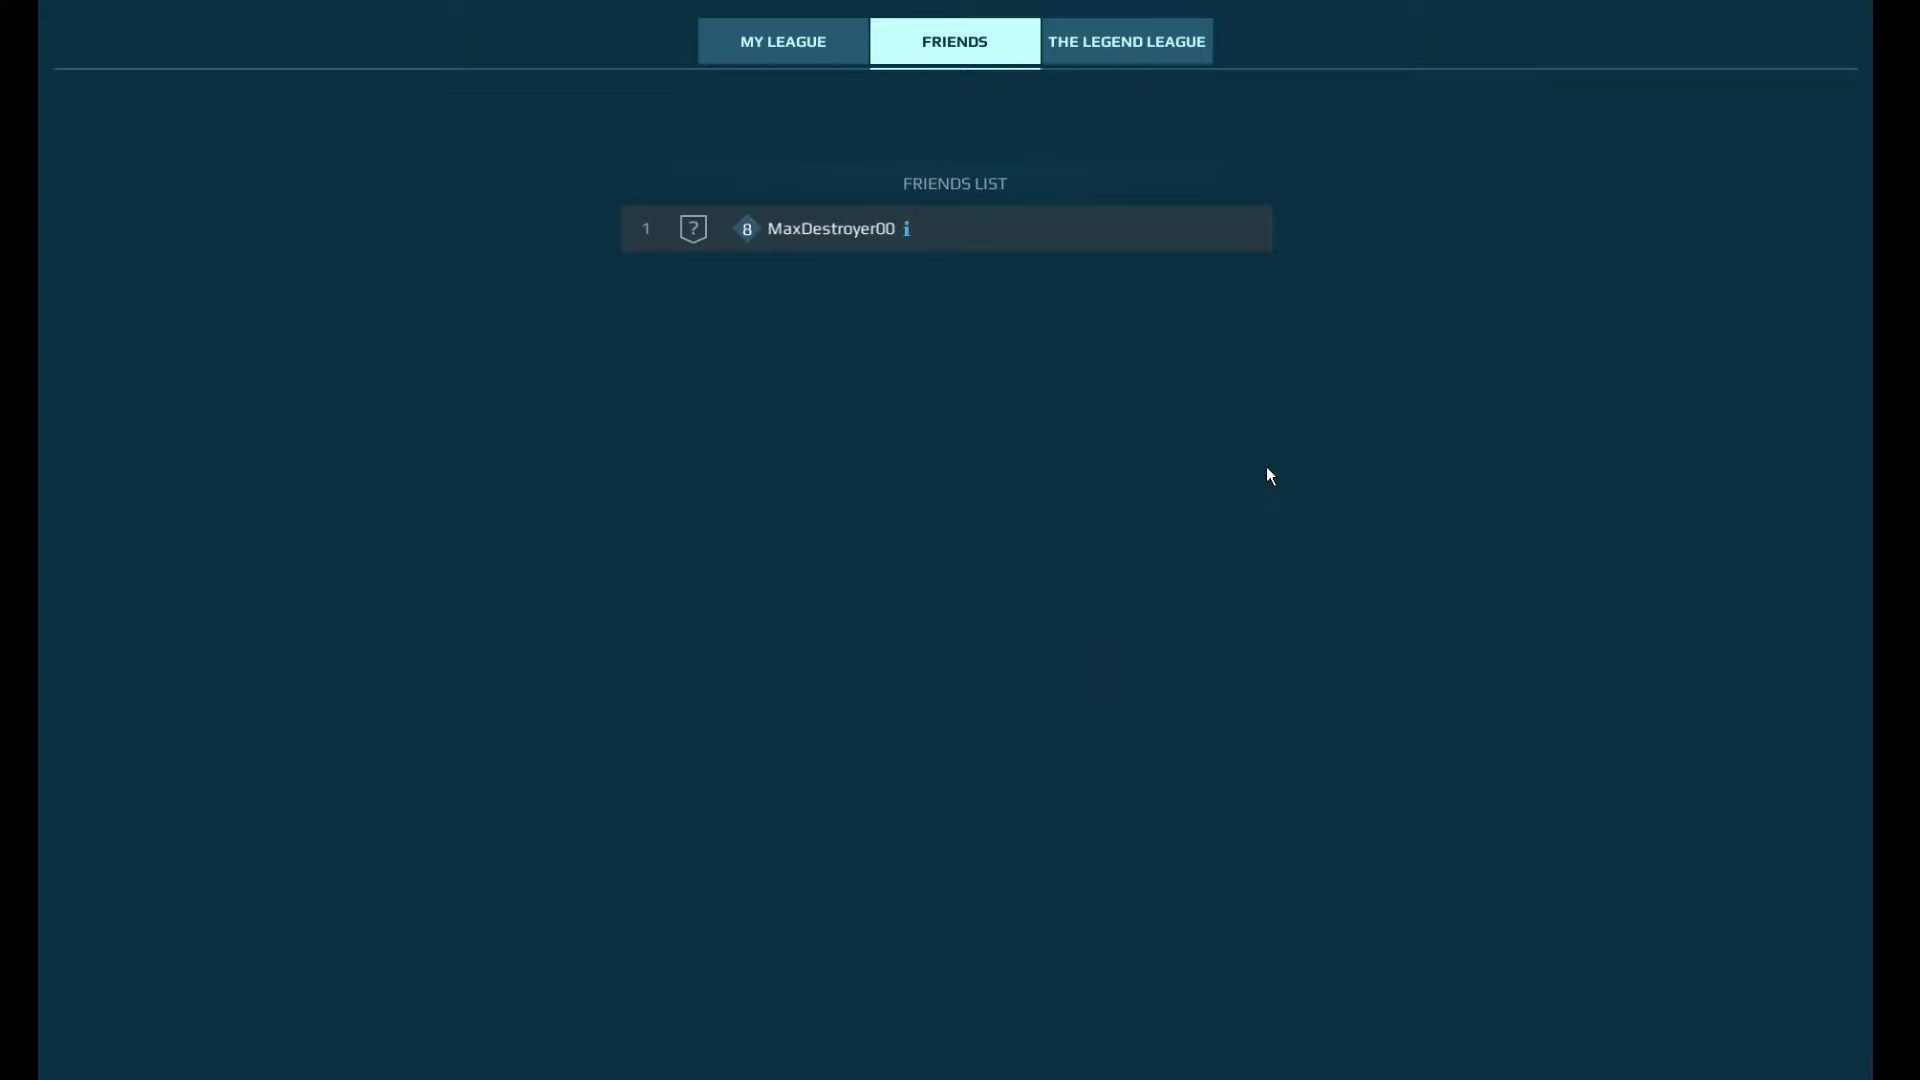 MY LEAGUE FRIENDS THE LEGEND LEAGUE
FRIENDS LIST
1 ? 8 MaxDestroyer00 i